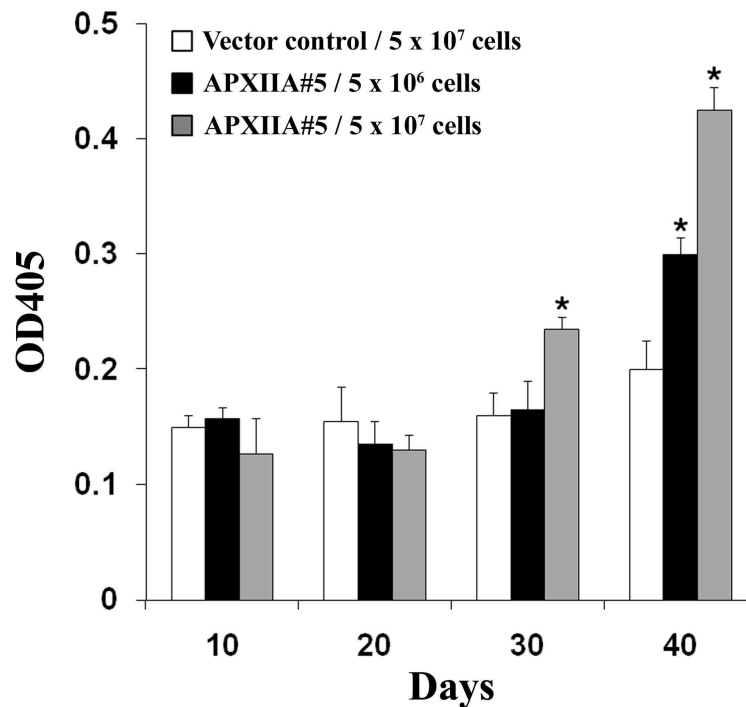 0.5
0.4
0.3
0.2
0.1
0
OD405
Vector control / 5 x 10⁷ cells
APXIIA#5 / 5 x 10⁶ cells
APXIIA#5 / 5 x 10⁷ cells
*
*
*
10 20 30 40
Days